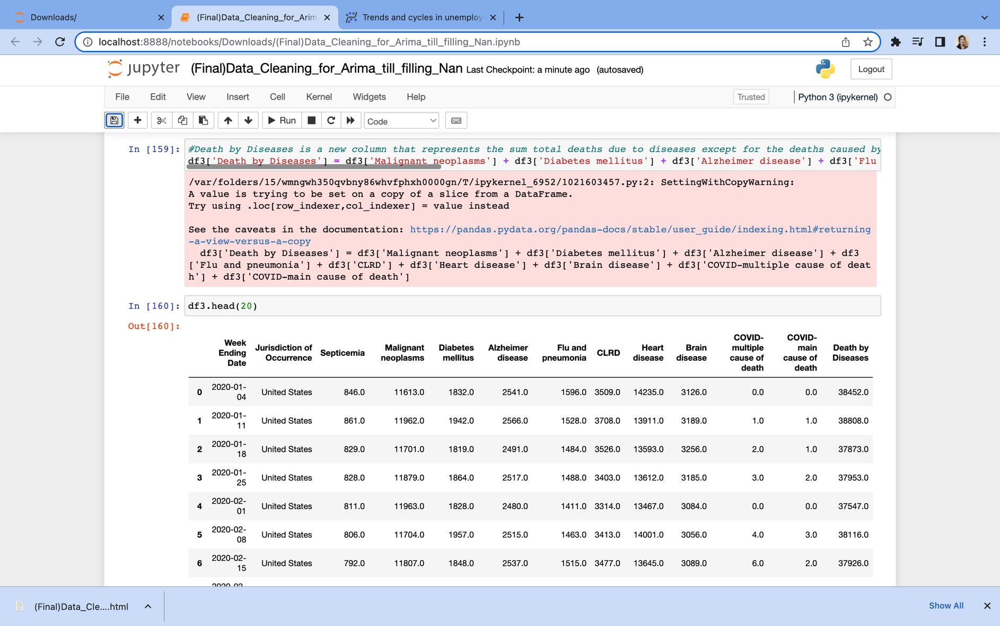 Downloads/
(Final)Data_Cleaning_for_Arim
Trends and cycles in unemploy
localhost:8888/notebooks/Downloads/(Final)Data_Cleaning_for_Arima_till_filling_Nan.ipynb
jupyter (Final)Data_Cleaning_for_Arima_till_filling_Nan Last Checkpoint: a minute ago (autosaved)
Logout
File Edit View Insert Cell Kernel Widgets Help
Trusted
Python 3 (ipykernel)
Run
Code
In [159]:
#Death by Diseases is a new column that represents the sum total deaths due to diseases except for the deaths caused by
df3['Death by Diseases'] = df3['Malignant neoplasms'] + df3['Diabetes mellitus'] + df3['Alzheimer disease'] + df3['Flu
/var/folders/15/wmngwh350qvbny86whvfphxh0000gn/T/ipykernel_6952/1021603457.py:2: SettingWithCopyWarning:
A value is trying to be set on a copy of a slice from a DataFrame.
Try using .loc[row_indexer,col_indexer] = value instead
See the caveats in the documentation: https://pandas.pydata.org/pandas-docs/stable/user_guide/indexing.html#returning
-a-view-versus-a-copy
df3['Death by Diseases'] = df3['Malignant neoplasms'] + df3['Diabetes mellitus'] + df3['Alzheimer disease'] + df3
['Flu and pneumonia'] + df3['CLRD'] + df3['Heart disease'] + df3['Brain disease'] + df3['COVID-multiple cause of deat
h'] + df3['COVID-main cause of death']
In [160]:
df3.head(20)
Out[160]:
Week Ending Date Jurisdiction of Occurrence Septicemia Malignant neoplasms Diabetes mellitus Alzheimer disease Flu and pneumonia CLRD Heart disease Brain disease COVID-multiple cause of death COVID-main cause of death Death by Diseases
0 2020-01-04 United States 846.0 11613.0 1832.0 2541.0 1596.0 3509.0 14235.0 3126.0 0.0 0.0 38452.0
1 2020-01-11 United States 861.0 11962.0 1942.0 2566.0 1528.0 3708.0 13911.0 3189.0 1.0 1.0 38808.0
2 2020-01-18 United States 829.0 11701.0 1819.0 2491.0 1484.0 3526.0 13593.0 3256.0 2.0 1.0 37873.0
3 2020-01-25 United States 828.0 11879.0 1864.0 2517.0 1488.0 3403.0 13612.0 3185.0 3.0 2.0 37953.0
4 2020-02-01 United States 811.0 11963.0 1828.0 2480.0 1411.0 3314.0 13467.0 3084.0 0.0 0.0 37547.0
5 2020-02-08 United States 806.0 11704.0 1957.0 2515.0 1463.0 3413.0 14001.0 3056.0 4.0 3.0 38116.0
6 2020-02-15 United States 792.0 11807.0 1848.0 2537.0 1515.0 3477.0 13645.0 3089.0 6.0 2.0 37926.0
2020-02-
(Final)Data_Cle....html
Show All